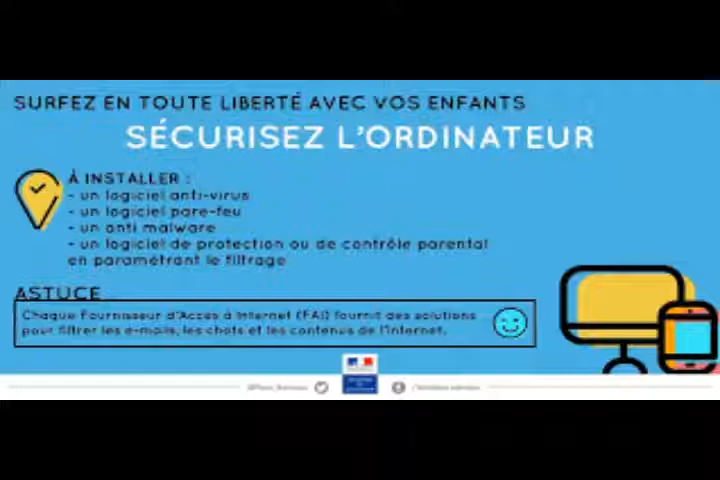 SURFEZ EN TOUTE LIBERTÉ AVEC VOS ENFANTS
SÉCURISEZ L'ORDINATEUR
À INSTALLER :
- un logiciel anti-virus
- un logiciel pare-feu
- un anti malware
- un logiciel de protection ou de contrôle parental
en paramétrant le filtrage
ASTUCE
Chaque Fournisseur d'Accès à Internet (FAI) fournit des solutions
pour filtrer les e-mails, les chats et les contenus de l'Internet.